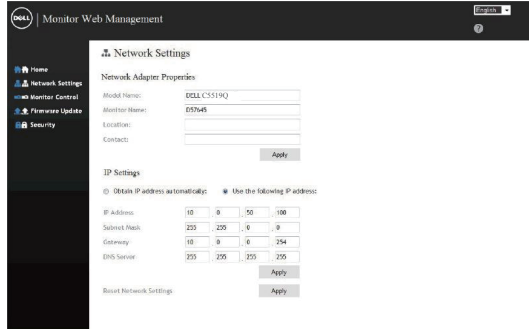 DELL Monitor Web Management
English
Home
Network Settings
Monitor Control
Firmware Update
Security
Network Settings
Network Adapter Properties
Model Name: DELL C5519Q
Monitor Name: D57645
Location:
Contact:
Apply
IP Settings
Obtain IP address automatically: Use the following IP address:
IP Address 10 . 0 . 50 . 100
Subnet Mask 255 . 255 . 0 . 0
Gateway 10 . 0 . 0 . 254
DNS Server 255 . 255 . 255 . 255
Apply
Reset Network Settings Apply